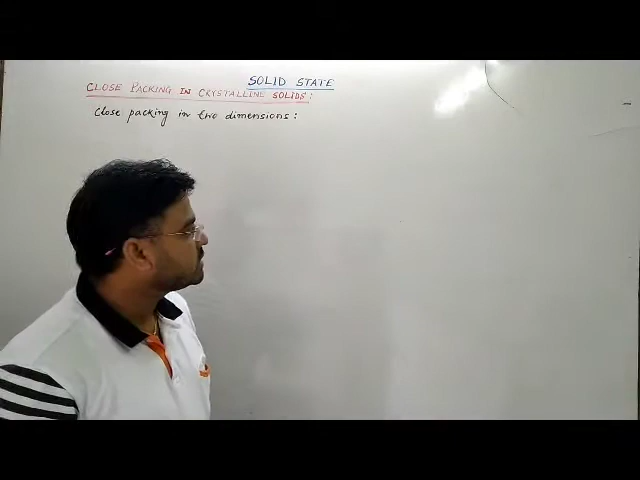 SOLID STATE
CLOSE PACKING IN CRYSTALLINE SOLIDS:
Close packing in two dimensions: